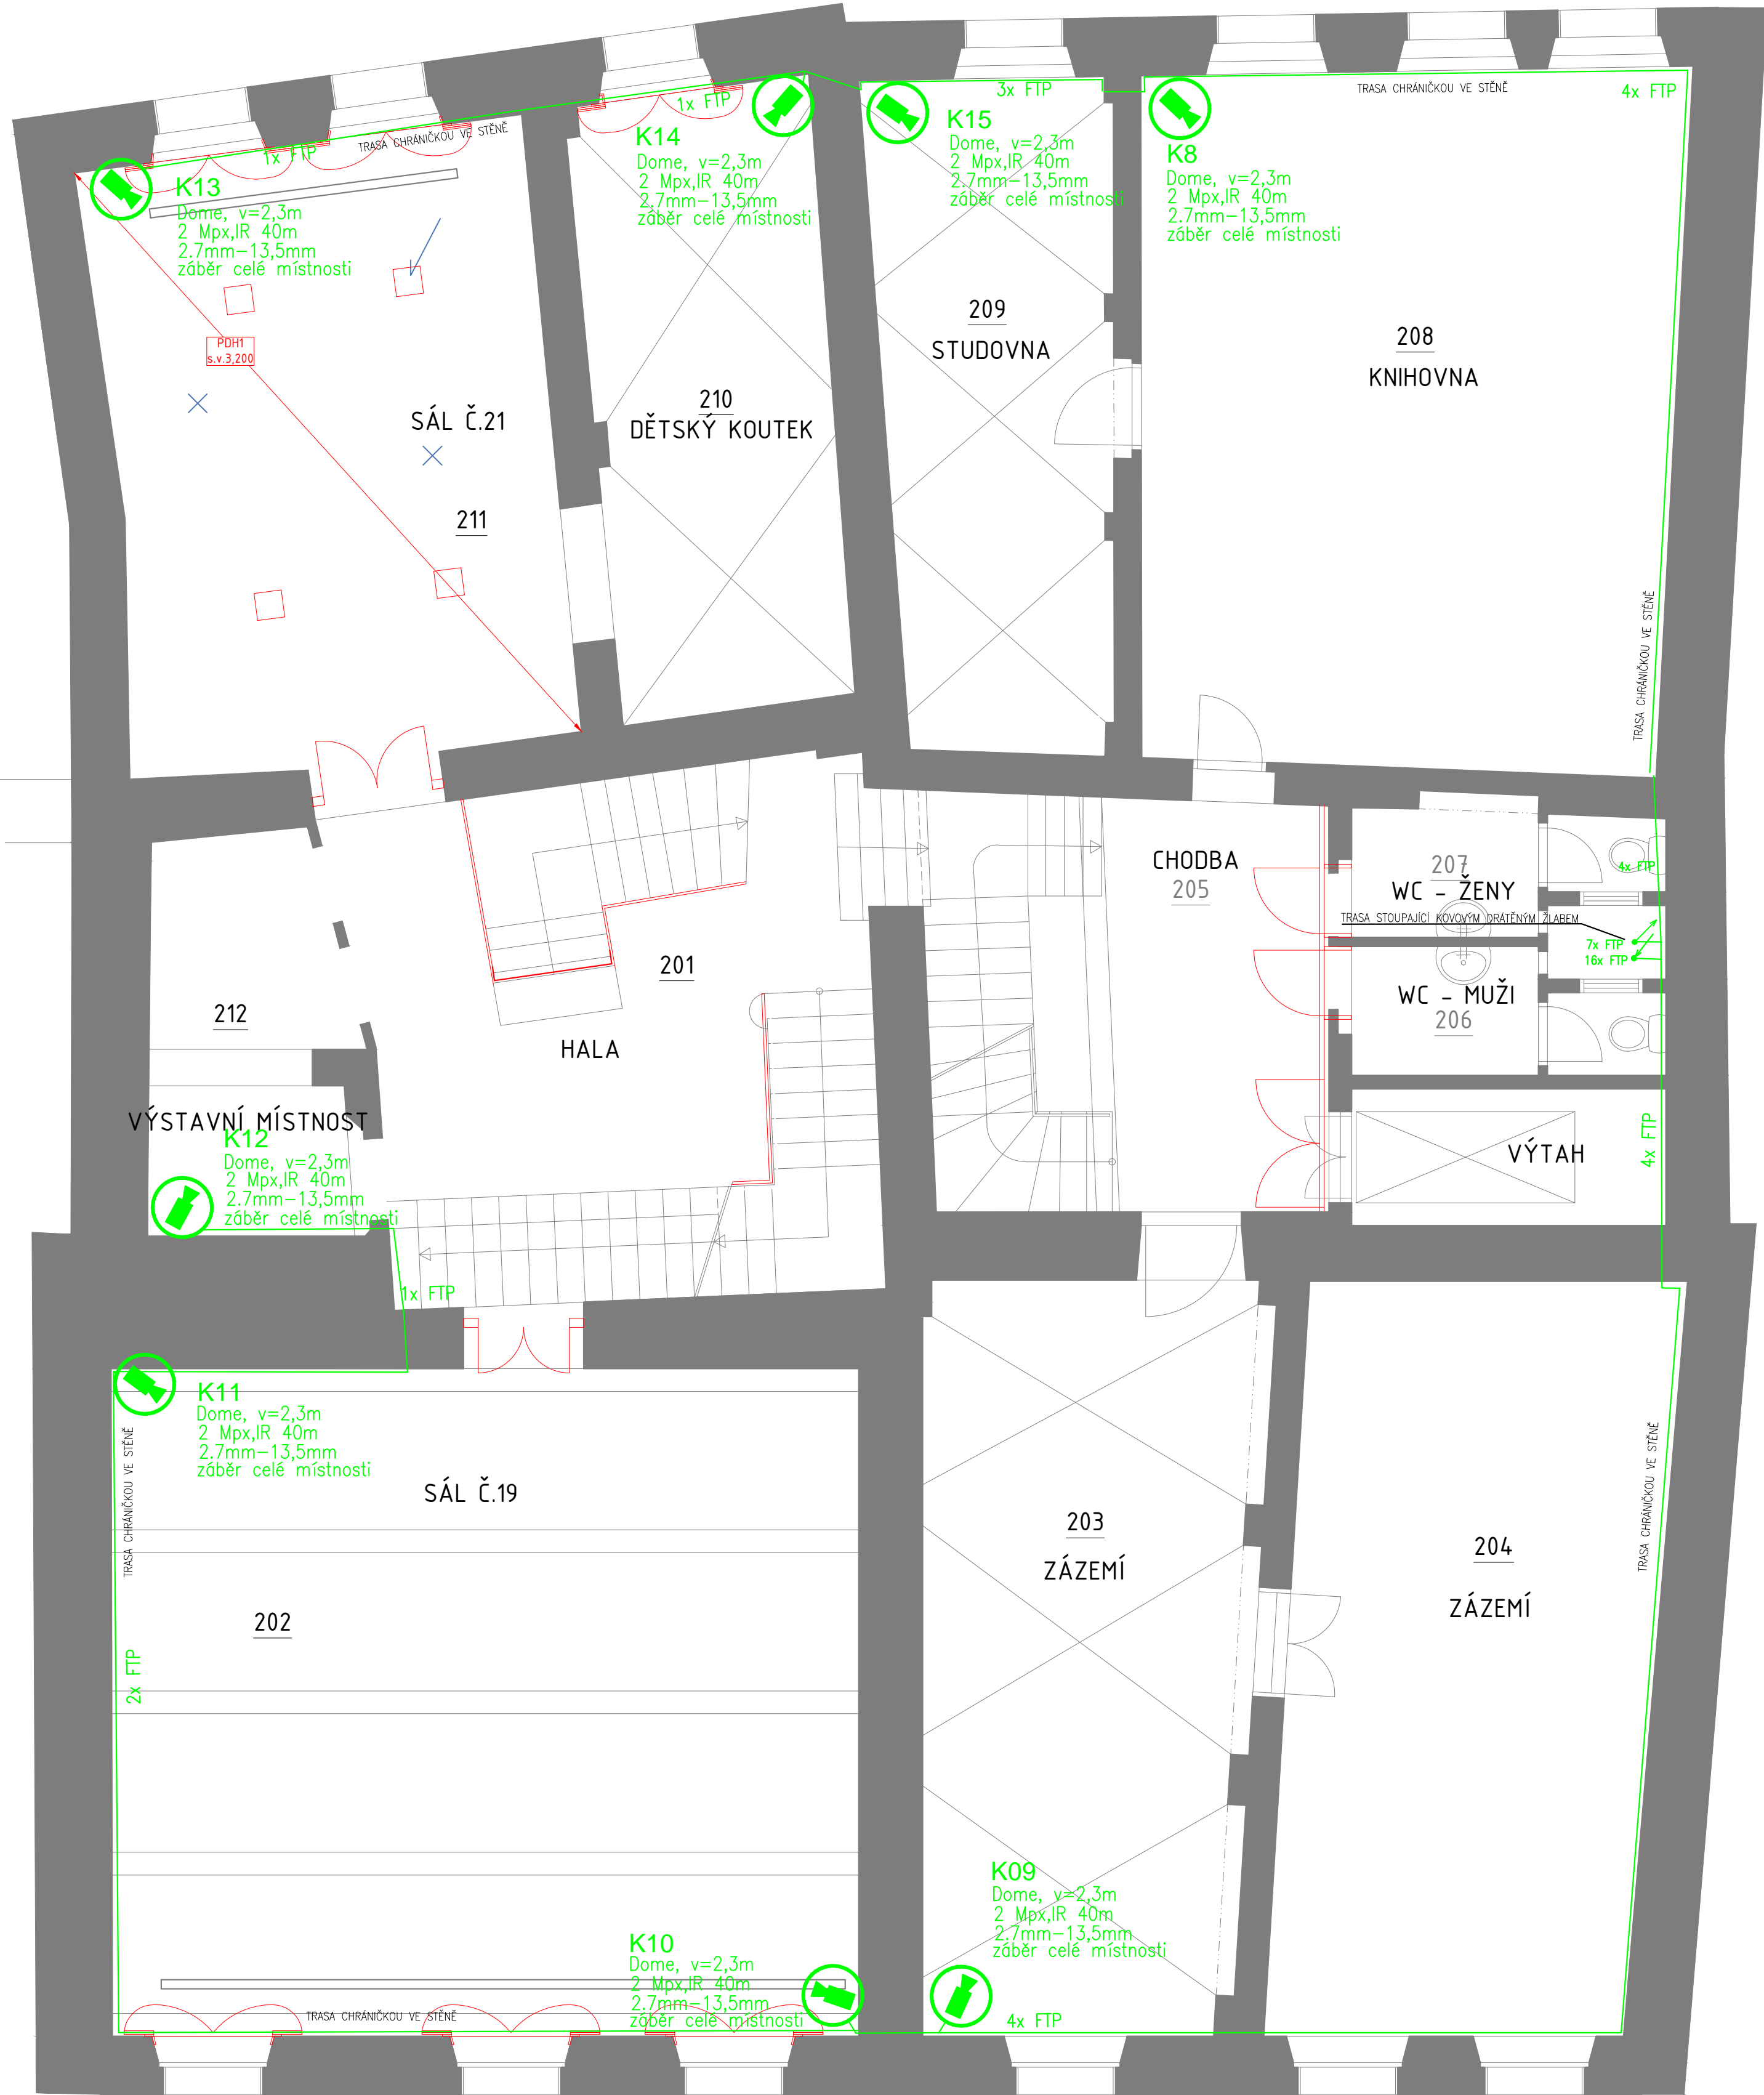 3x FTP
TRASA CHRÁNIČKOU VE STĚNĚ
4x FTP
1x FTP
K14
Dome, v=2,3m
2 Mpx,IR 40m
2.7mm-13,5mm
záběr celé místnosti
K15
Dome, v=2,3m
2 Mpx,IR 40m
2.7mm-13,5mm
záběr celé místnosti
K8
Dome, v=2,3m
2 Mpx,IR 40m
2.7mm-13,5mm
záběr celé místnosti
1x FTP
TRASA CHRÁNIČKOU VE STĚNĚ
K13
Dome, v=2,3m
2 Mpx,IR 40m
2.7mm-13,5mm
záběr celé místnosti
PDH1
s.v.3,200
SÁL Č.21
211
210
DĚTSKÝ KOUTEK
209
STUDOVNA
208
KNIHOVNA
TRASA CHRÁNIČKOU VE STĚNĚ
CHODBA
205
207
WC - ŽENY
4x FTP
TRASA STOUPAJÍCÍ KOVOVÝM DRÁTĚNÝM ŽLABEM
7x FTP
16x FTP
WC - MUŽI
206
201
HALA
212
VÝSTAVNÍ MÍSTNOST
K12
Dome, v=2,3m
2 Mpx,IR 40m
2.7mm-13,5mm
záběr celé místnosti
VÝTAH
4x FTP
1x FTP
K11
Dome, v=2,3m
2 Mpx,IR 40m
2.7mm-13,5mm
záběr celé místnosti
TRASA CHRÁNIČKOU VE STĚNĚ
SÁL Č.19
202
2x FTP
203
ZÁZEMÍ
204
ZÁZEMÍ
TRASA CHRÁNIČKOU VE STĚNĚ
K09
Dome, v=2,3m
2 Mpx,IR 40m
2.7mm-13,5mm
záběr celé místnosti
K10
Dome, v=2,3m
2 Mpx,IR 40m
2.7mm-13,5mm
záběr celé místnosti
TRASA CHRÁNIČKOU VE STĚNĚ
4x FTP